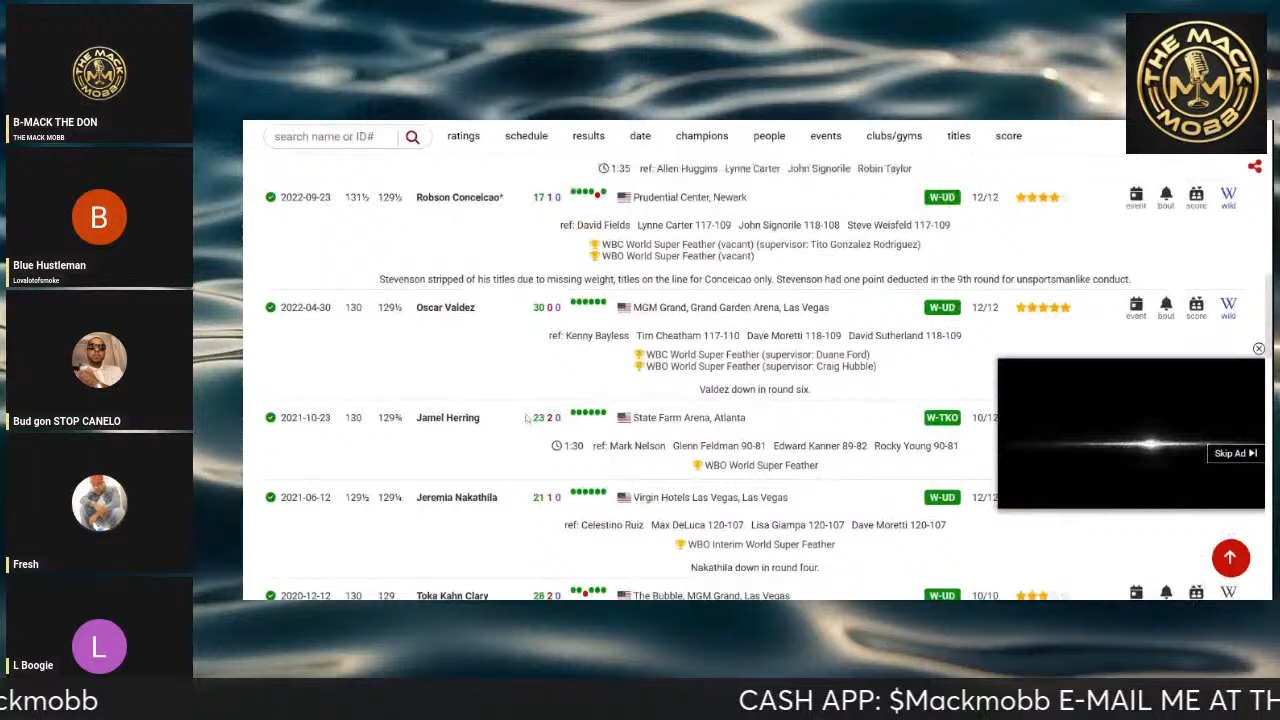 B-MACK THE DON
THE MACK MOBB
B
Blue Hustleman
Lovalotofsmoke
Bud gon STOP CANELO
Fresh
L
L Boogie
THE MACK
MM
MOBB
search name or ID#
ratings schedule results date champions people events clubs/gyms titles score
1:35 ref: Allen Huggins Lynne Carter John Signorile Robin Taylor
2022-09-23 131½ 129½ Robson Conceicao* 17 1 0 Prudential Center, Newark W-UD 12/12 event bout score wiki
ref: David Fields Lynne Carter 117-109 John Signorile 118-108 Steve Weisfeld 117-109
WBC World Super Feather (vacant) (supervisor: Tito Gonzalez Rodriguez)
WBO World Super Feather (vacant)
Stevenson stripped of his titles due to missing weight, titles on the line for Conceicao only. Stevenson had one point deducted in the 9th round for unsportsmanlike conduct.
2022-04-30 130 129½ Oscar Valdez 30 0 0 MGM Grand, Grand Garden Arena, Las Vegas W-UD 12/12 event bout score wiki
ref: Kenny Bayless Tim Cheatham 117-110 Dave Moretti 118-109 David Sutherland 118-109
WBC World Super Feather (supervisor: Duane Ford)
WBO World Super Feather (supervisor: Craig Hubble)
Valdez down in round six.
2021-10-23 130 Jamel Herring 23 2 0 State Farm Arena, Atlanta W-TKO 10/12
1:30 ref: Mark Nelson Glenn Feldman 90-81 Edward Kanner 89-82 Rocky Young 90-81
WBO World Super Feather
Skip Ad
2021-06-12 129½ 129¼ Jeremia Nakathila 21 1 0 Virgin Hotels Las Vegas, Las Vegas W-UD 12/12
ref: Celestino Ruiz Max DeLuca 120-107 Lisa Giampa 120-107 Dave Moretti 120-107
WBO Interim World Super Feather
Nakathila down in round four.
2020-12-12 130 129 Toka Kahn Clary 28 2 0 The Bubble, MGM Grand, Las Vegas W-UD 10/10
ckmobb CASH APP: $Mackmobb E-MAIL ME AT TH